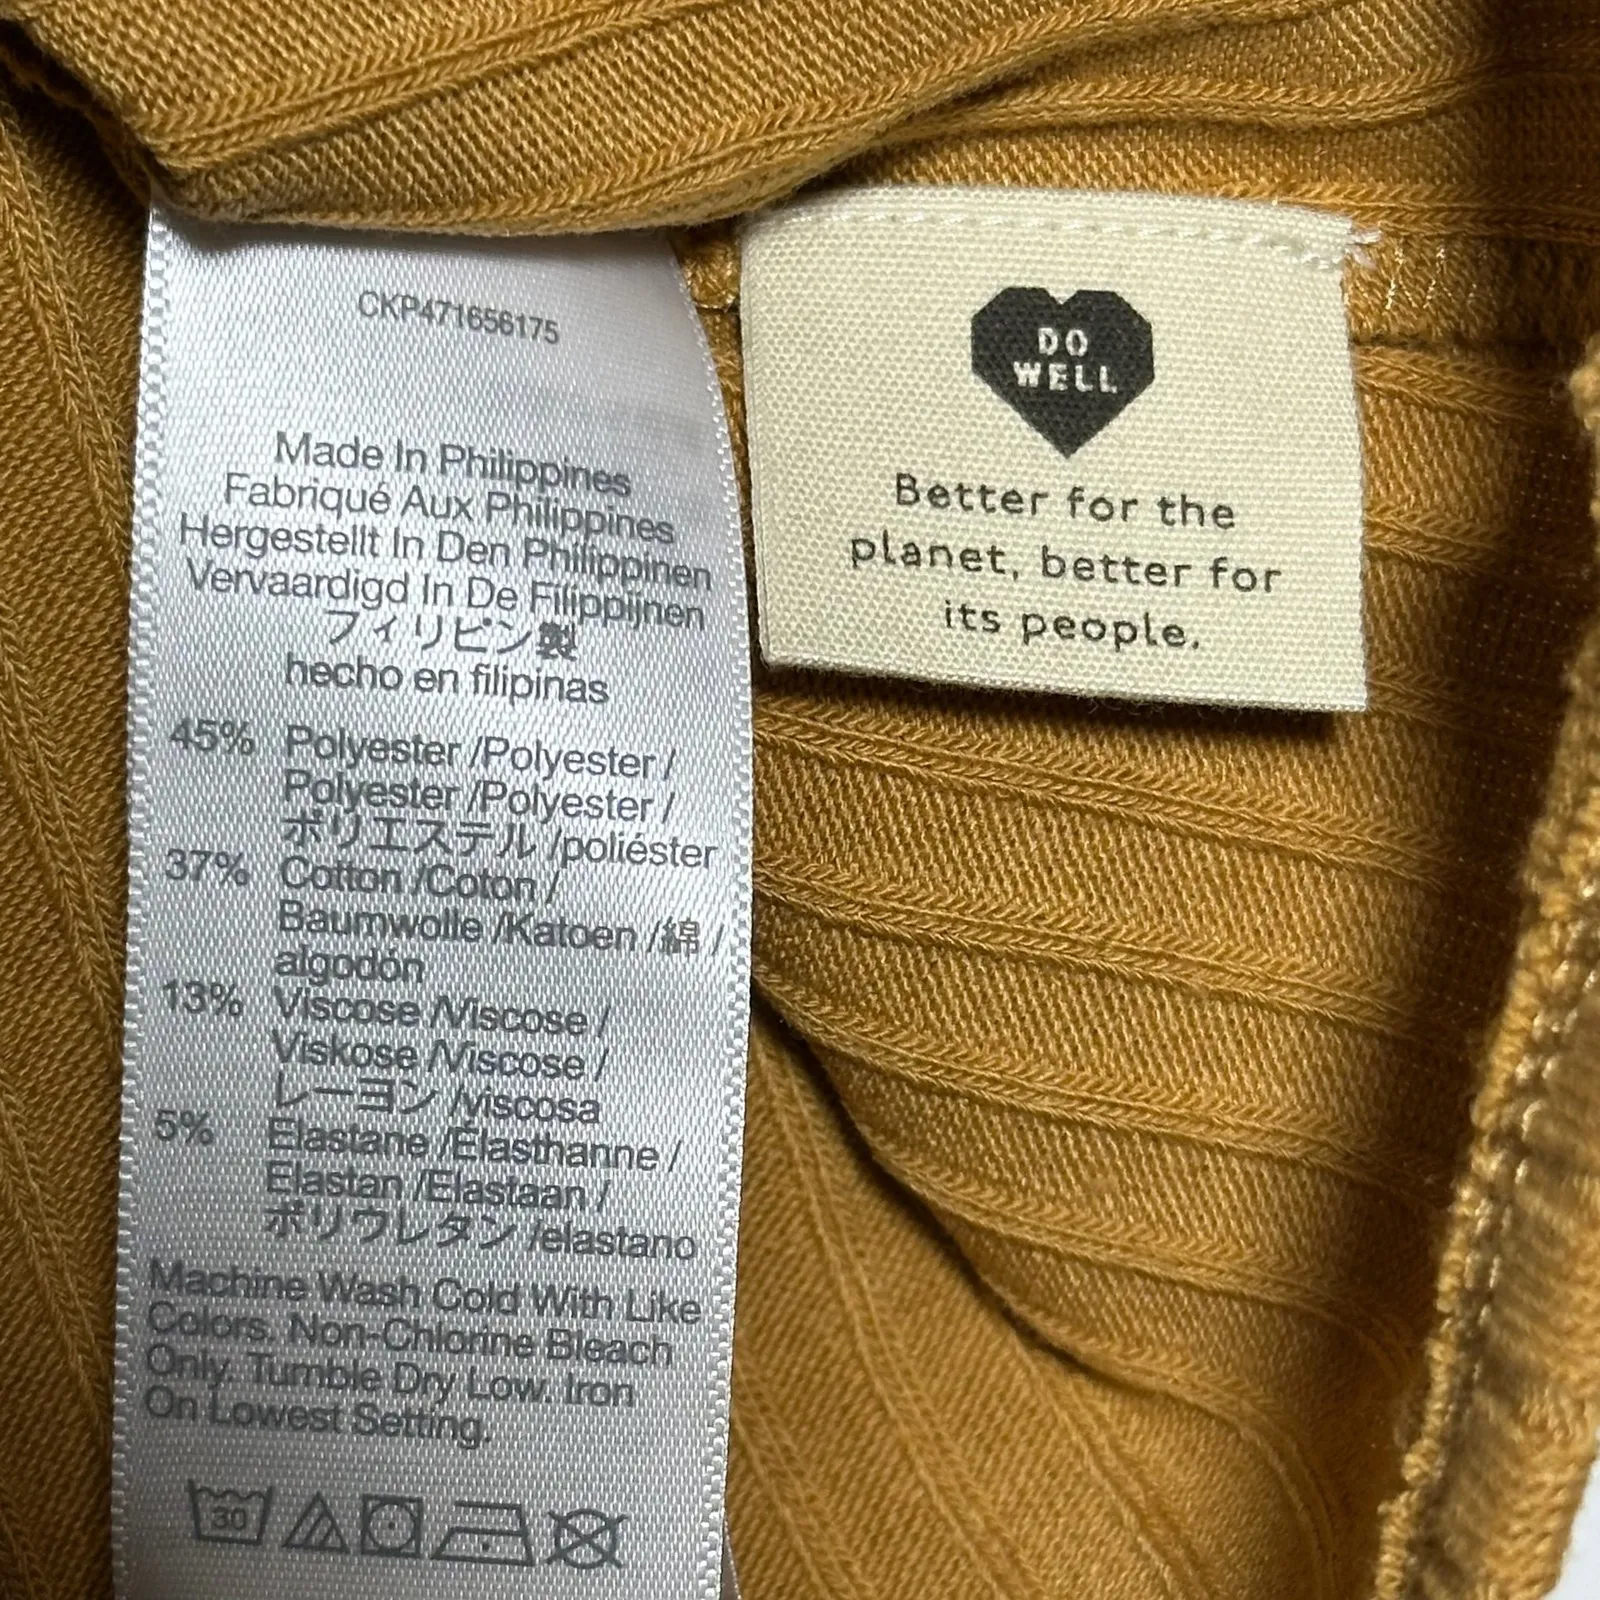 CKP471656175
Made In Philippines
Fabriqué Aux Philippines
Hergestellt In Den Philippinen
Vervaardigd In De Filippijnen
フィリピン製
hecho en filipinas
45% Polyester /Polyester /
Polyester /Polyester /
ポリエステル /poliéster
37% Cotton /Coton /
Baumwolle /Katoen /綿 /
algodón
13% Viscose /Viscose /
Viskose /Viscose /
レーヨン /viscosa
5% Elastane /Élasthanne /
Elastan /Elastaan /
ポリウレタン /elastano
Machine Wash Cold With Like
Colors. Non-Chlorine Bleach
Only. Tumble Dry Low. Iron
On Lowest Setting.
30
DO
WELL
Better for the
planet, better for
its people.